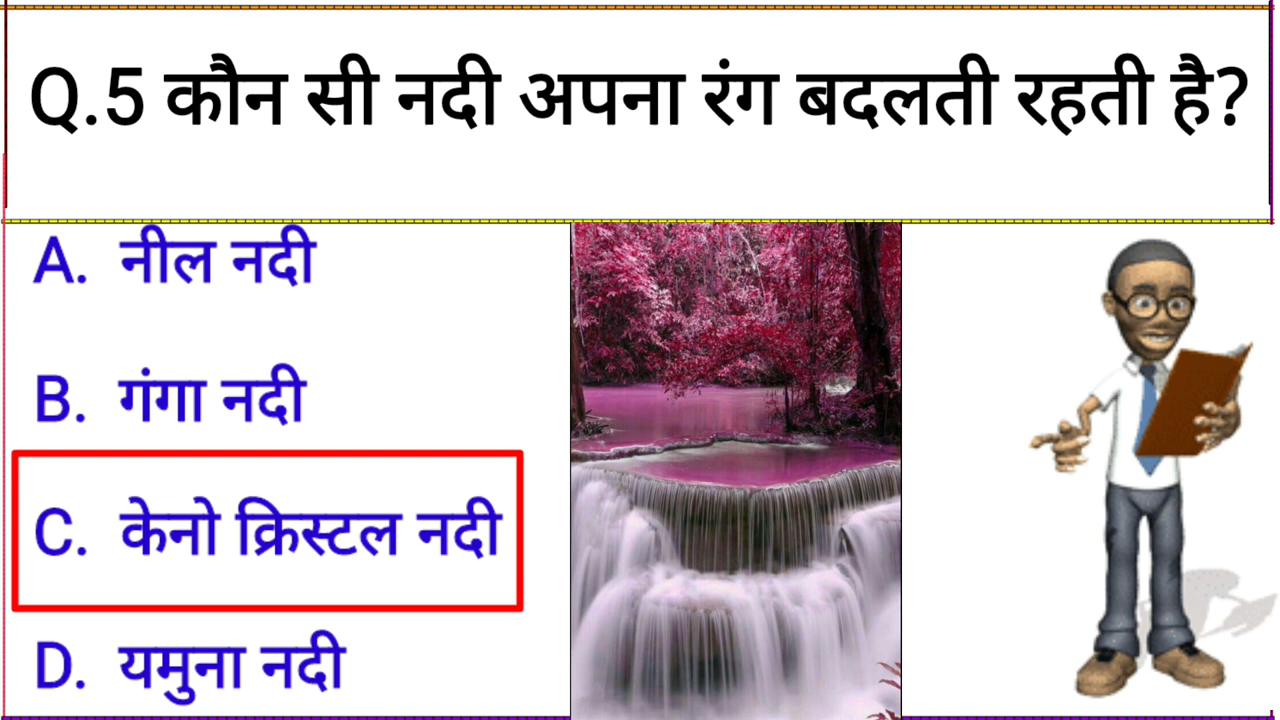 Q.5 कौन सी नदी अपना रंग बदलती रहती है?
A. नील नदी
B. गंगा नदी
C. केनो क्रिस्टल नदी
D. यमुना नदी